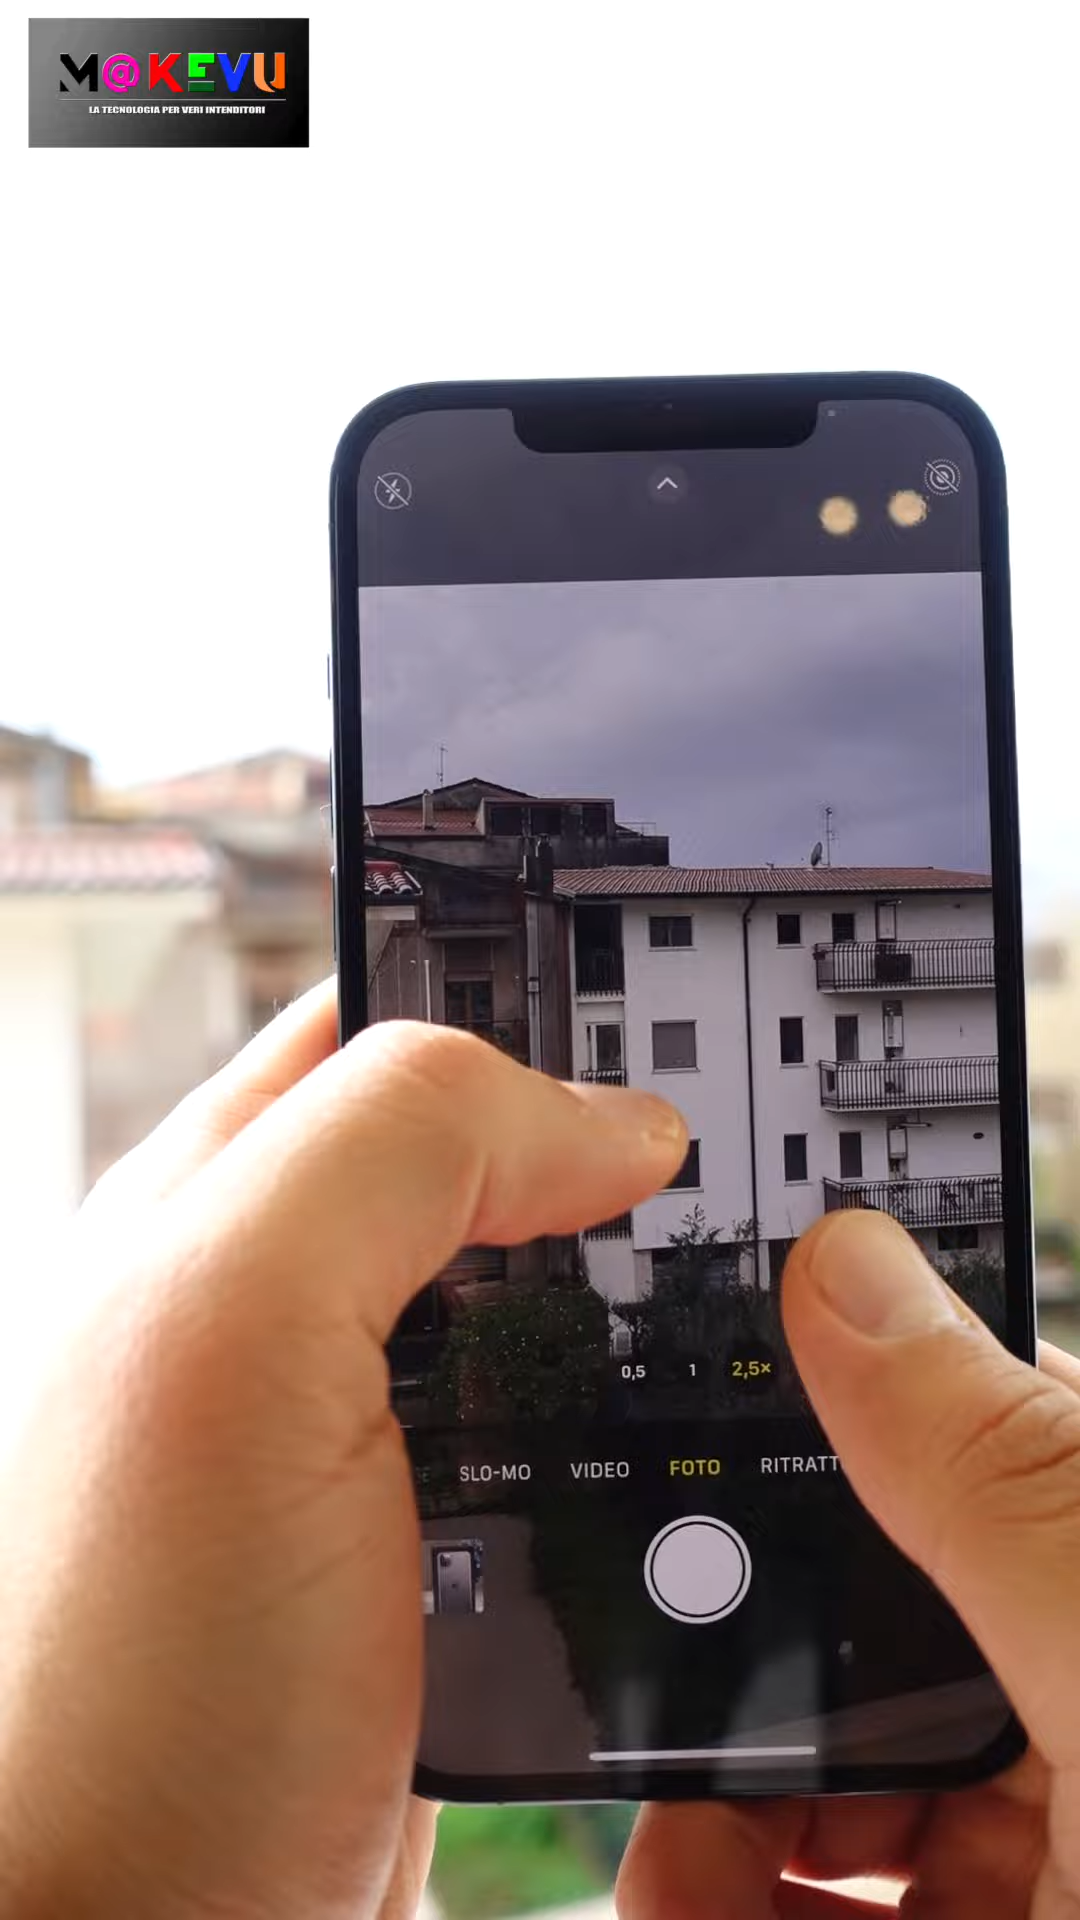 M@KEVU
LA TECNOLOGIA PER VERI INTENDITORI
0,5 1 2,5×
SLO-MO VIDEO FOTO RITRATT